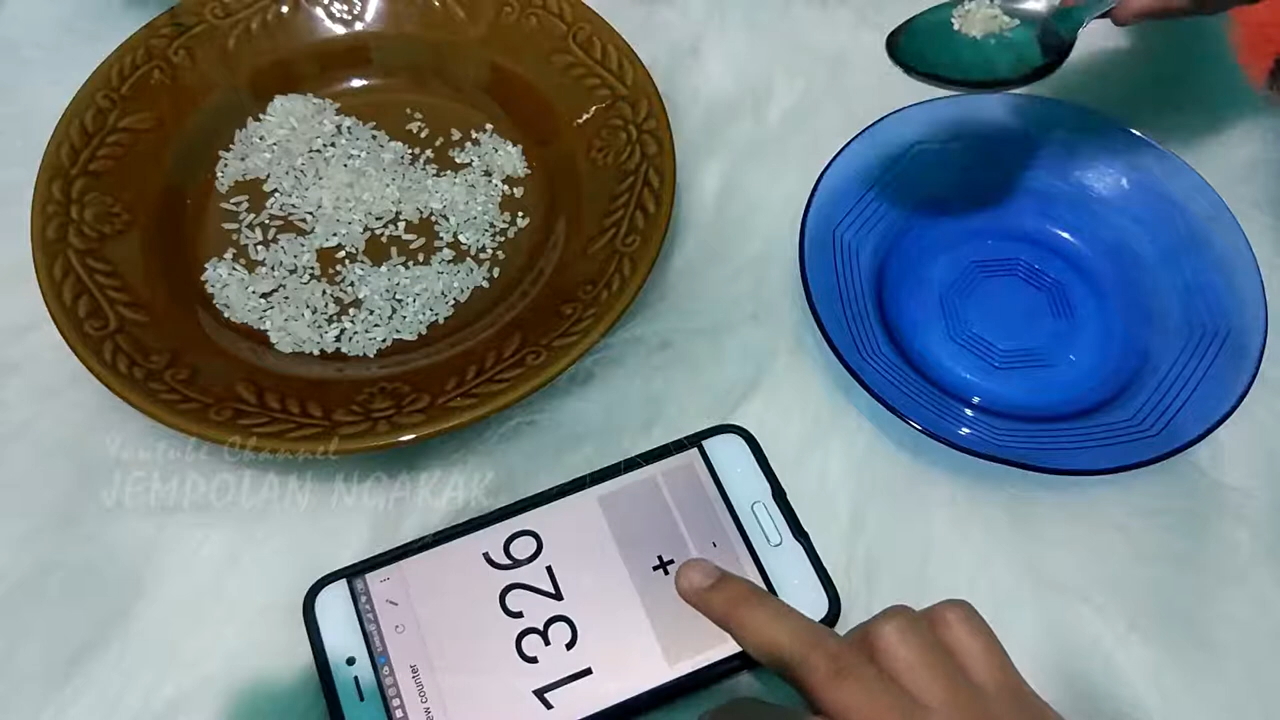 Youtube Channel
JEMPOLAN NGAKAK
1326
+
-
ew counter